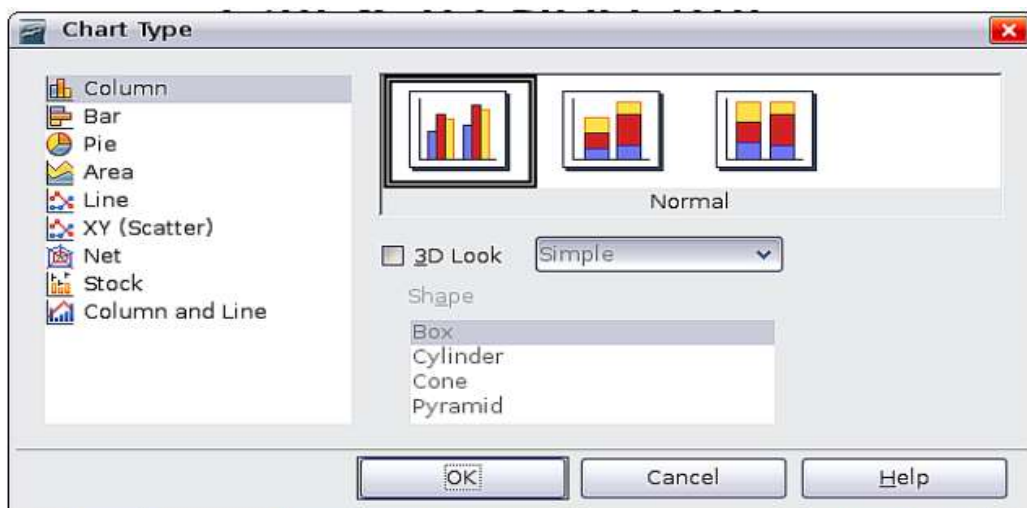 Chart Type
Column
Bar
Pie
Area
Line
XY (Scatter)
Net
Stock
Column and Line
Normal
3D Look
Simple
Shape
Box
Cylinder
Cone
Pyramid
OK
Cancel
Help